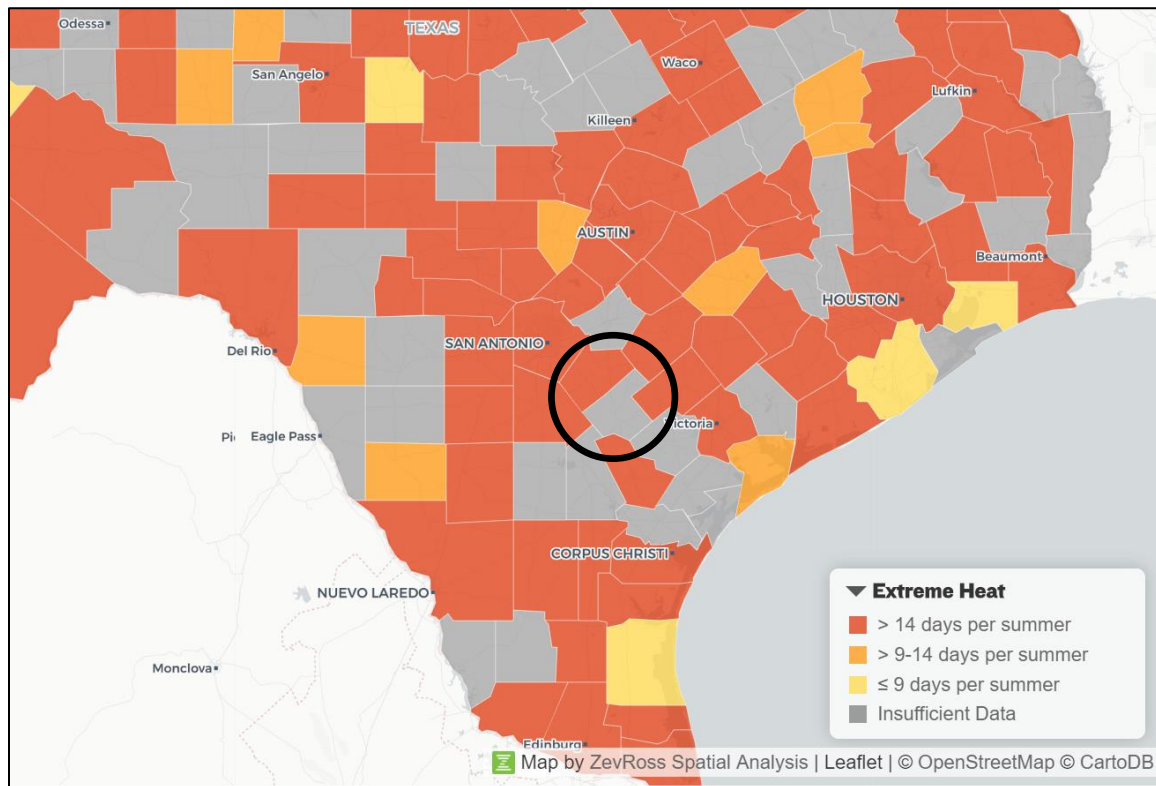 Odessa
TEXAS
San Angelo
Waco
Lufkin
Killeen
AUSTIN
Beaumont
HOUSTON
SAN ANTONIO
Del Rio
ictoria
Pi
Eagle Pass
CORPUS CHRISTI
NUEVO LAREDO
Monclova
Edinburg
Extreme Heat
> 14 days per summer
> 9-14 days per summer
≤ 9 days per summer
Insufficient Data
Map by ZevRoss Spatial Analysis | Leaflet | © OpenStreetMap © CartoDB